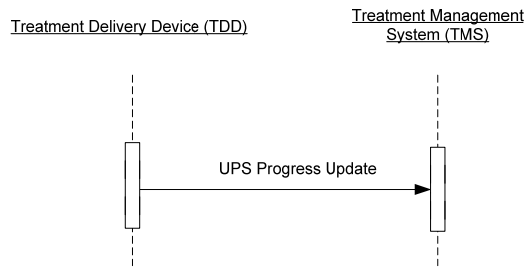 Treatment Delivery Device (TDD)
Treatment Management
System (TMS)
UPS Progress Update